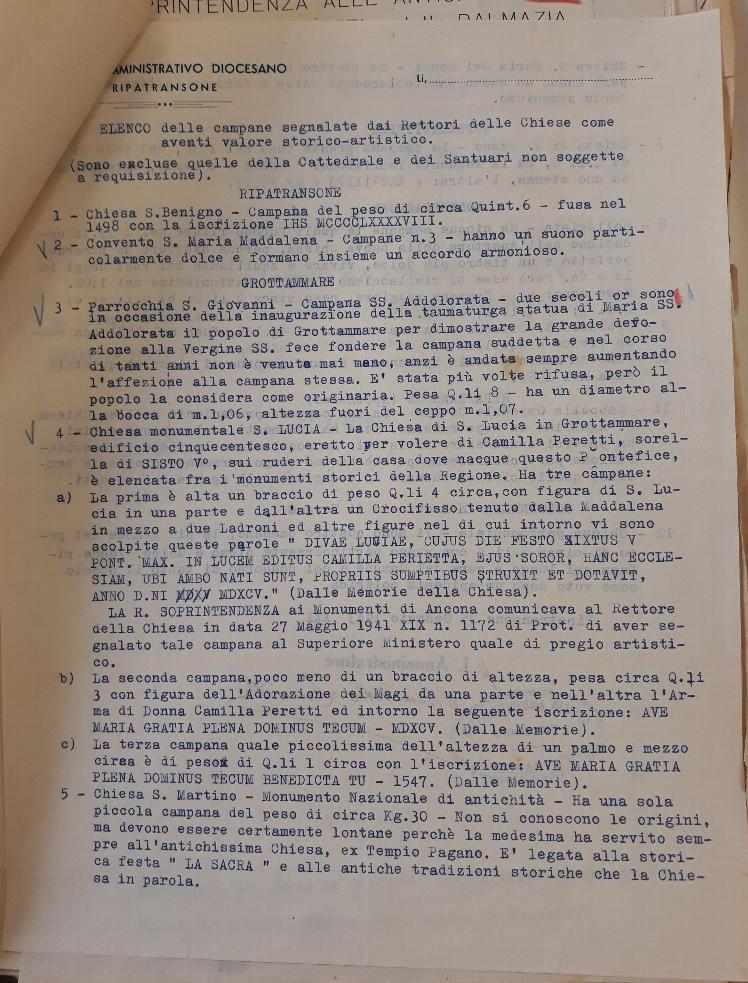 RINTENDENZA ALLE ANTICH
DALMAZIA
MMINISTRATIVO DIOCESANO
RIPATRANSONE
li,
ELENCO delle campane segnalate dai Rettori delle Chiese come
aventi valore storico-artistico.
(Sono escluse quelle della Cattedrale e dei Santuari non soggette
a requisizione).
RIPATRANSONE
1 - Chiesa S.Benigno - Campana del peso di circa Quint.6 - fusa nel
1498 con la iscrizione IHS MCCCCLXXXXVIII.
2 - Convento S. Maria Maddalena - Campane n.3 - hanno un suono parti-
colarmente dolce e formano insieme un accordo armonioso.
GROTTAMMARE
3 - Parrocchia S. Giovanni - Campana SS. Addolorata - due secoli or sono
in occasione della inaugurazione della taumaturga statua di Maria SS.
Addolorata il popolo di Grottammare per dimostrare la grande devo-
zione alla Vergine SS. fece fondere la campana suddetta e nel corso
di tanti anni non è venuta mai mano, anzi è andata sempre aumentando
l'affezione alla campana stessa. E' stata più volte rifusa, però il
popolo la considera come originaria. Pesa Q.li 8 - ha un diametro al-
la bocca di m.1,06, altezza fuori del ceppo m.1,07.
4 - Chiesa monumentale S. LUCIA - La Chiesa di S. Lucia in Grottammare,
edificio cinquecentesco, eretto per volere di Camilla Peretti, sorel-
la di SISTO V°, sui ruderi della casa dove nacque questo P ontefice,
è elencata fra i monumenti storici della Regione. Ha tre campane:
a) La prima è alta un braccio di peso Q.li 4 circa,con figura di S. Lu-
cia in una parte e dall'altra un Crocifisso tenuto dalla Maddalena
in mezzo a due Ladroni ed altre figure nel di cui intorno vi sono
scolpite queste parole " DIVAE LUCIAE, CUJUS DIE FESTO SIXTUS V
PONT. MAX. IN LUCEM EDITUS CAMILLA PERIETTA, EJUS SOROR, HANC ECCLE-
SIAM, UBI AMBO NATI SUNT, PROPRIIS SUMPTIBUS STRUXIT ET DOTAVIT,
ANNO D.NI MDXCV." (Dalle Memorie della Chiesa).
LA R. SOPRINTENDENZA ai Monumenti di Ancona comunicava al Rettore
della Chiesa in data 27 Maggio 1941 XIX n. 1172 di Prot. di aver se-
gnalato tale campana al Superiore Ministero quale di pregio artisti-
co.
b) La seconda campana,poco meno di un braccio di altezza, pesa circa Q.li
3 con figura dell'Adorazione dei Magi da una parte e nell'altra l'Ar-
ma di Donna Camilla Peretti ed intorno la seguente iscrizione: AVE
MARIA GRATIA PLENA DOMINUS TECUM - MDXCV. (Dalle Memorie).
c) La terza campana quale piccolissima dell'altezza di un palmo e mezzo
circa è di peso di Q.li 1 circa con l'iscrizione: AVE MARIA GRATIA
PLENA DOMINUS TECUM BENEDICTA TU - 1547. (Dalle Memorie).
5 - Chiesa S. Martino - Monumento Nazionale di antichità - Ha una sola
piccola campana del peso di circa Kg.30 - Non si conoscono le origini,
ma devono essere certamente lontane perchè la medesima ha servito sem-
pre all'antichissima Chiesa, ex Tempio Pagano. E' legata alla stori-
ca festa " LA SACRA " e alle antiche tradizioni storiche che la Chie-
sa in parola.